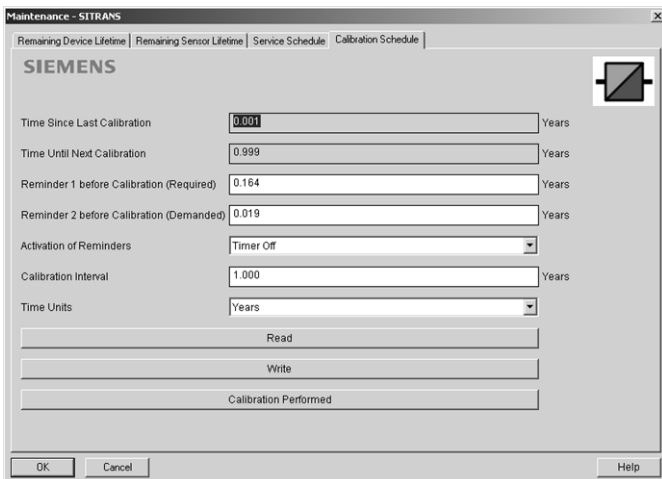 Maintenance - SITRANS
Remaining Device Lifetime Remaining Sensor Lifetime Service Schedule Calibration Schedule
SIEMENS
Time Since Last Calibration 0.001 Years
Time Until Next Calibration 0.999 Years
Reminder 1 before Calibration (Required) 0.164 Years
Reminder 2 before Calibration (Demanded) 0.019 Years
Activation of Reminders Timer Off
Calibration Interval 1.000 Years
Time Units Years
Read
Write
Calibration Performed
OK Cancel Help